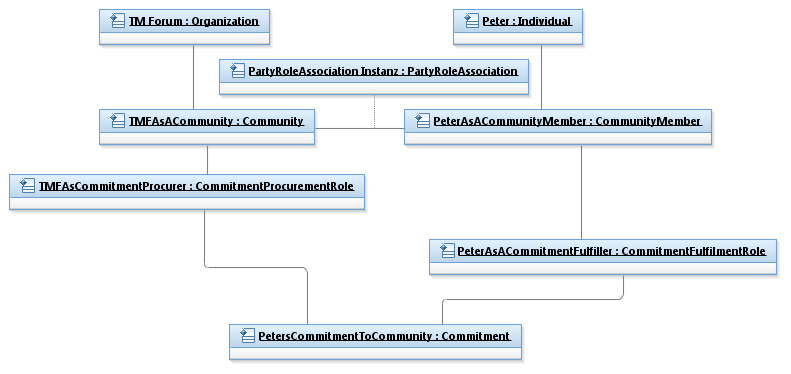 TM Forum : Organization
Peter : Individual
PartyRoleAssociation Instanz : PartyRoleAssociation
TMFAsACommunity : Community
PeterAsACommunityMember : CommunityMember
TMFAsCommitmentProcurer : CommitmentProcurementRole
PeterAsACommitmentFulfiller : CommitmentFulfilmentRole
PetersCommitmentToCommunity : Commitment